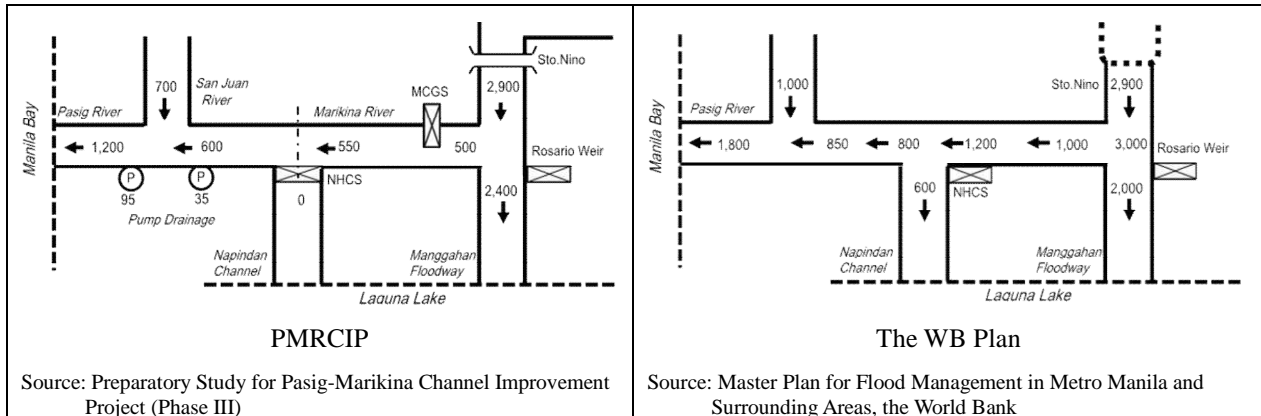 Sto.Nino
700
San Juan
River
MCGS
2,900
Pasig River
Marikina River
Manila Bay
1,200
600
550
500
Rosario Weir
P
P
NHCS
2,400
95
35
0
Pump Drainage
Napindan
Channel
Manggahan
Floodway
Laguna Lake
PMRCIP
Source: Preparatory Study for Pasig-Marikina Channel Improvement
Project (Phase III)
1,000
Sto.Nino
2,900
Pasig River
Manila Bay
1,800
850
800
1,200
1,000
3,000
Rosario Weir
600
NHCS
2,000
Napindan
Channel
Manggahan
Floodway
Laguna Lake
The WB Plan
Source: Master Plan for Flood Management in Metro Manila and
Surrounding Areas, the World Bank